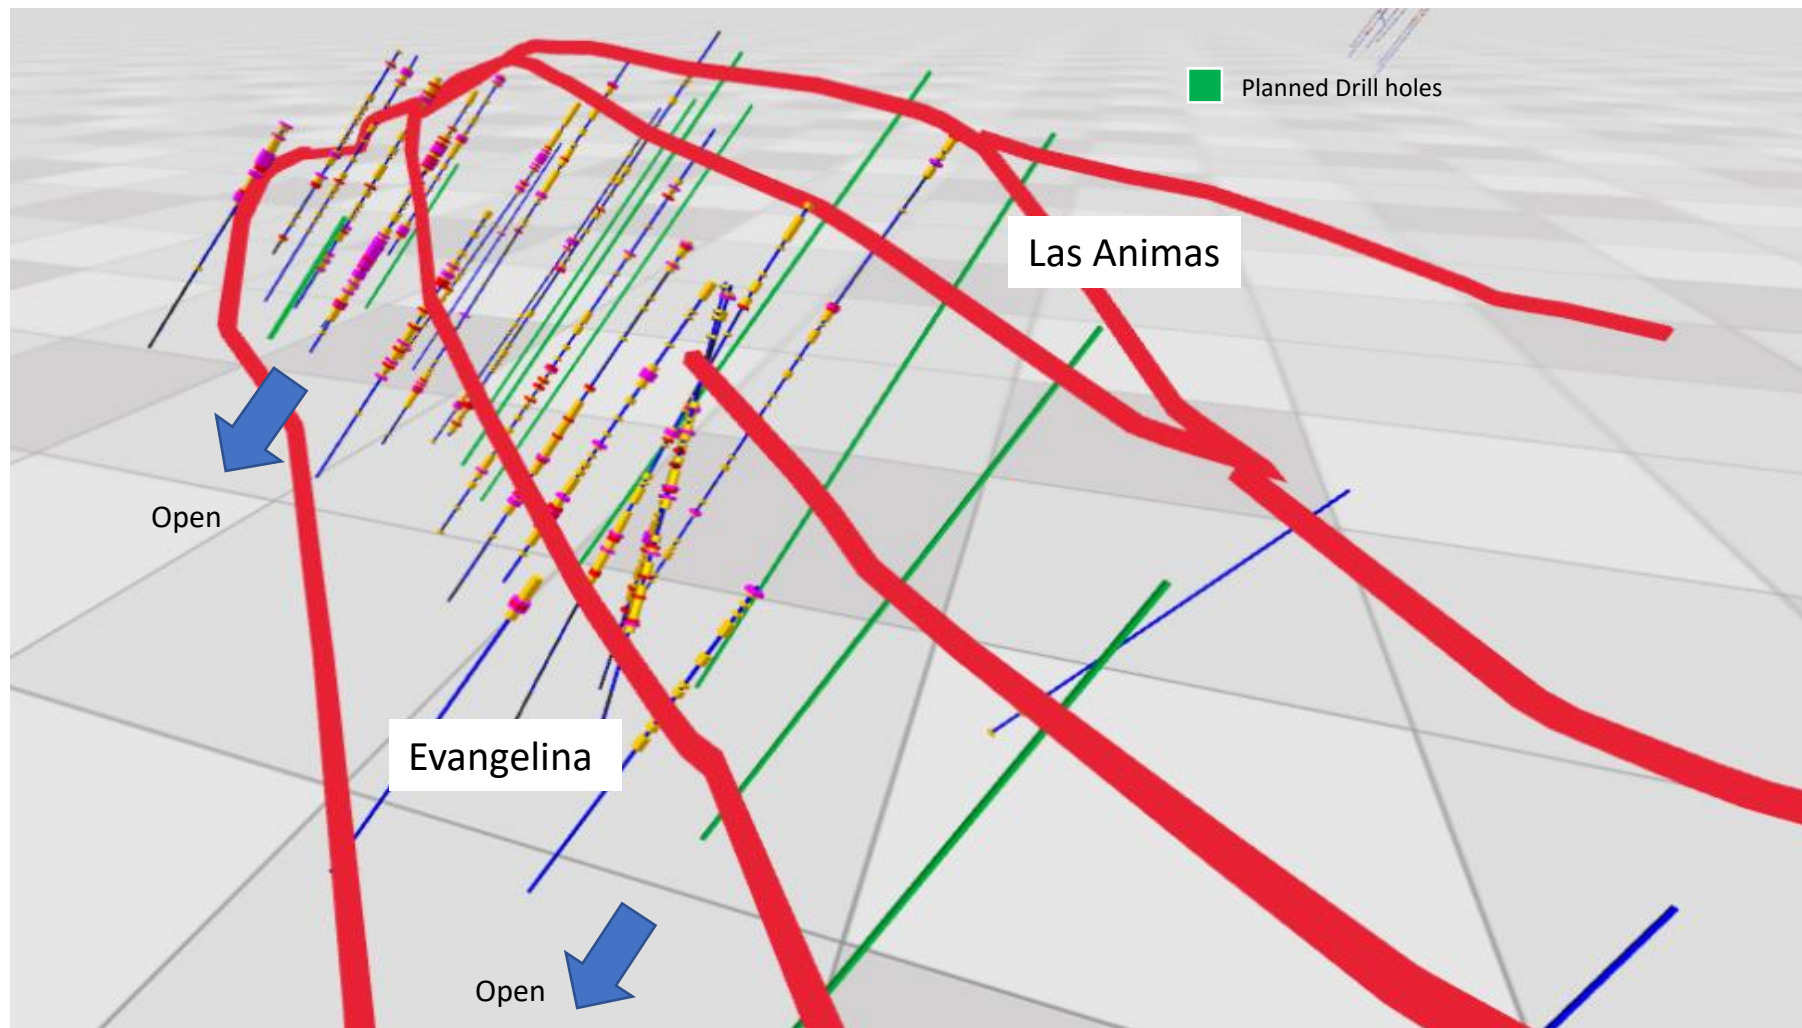 Planned Drill holes
Las Animas
Open
Evangelina
Open